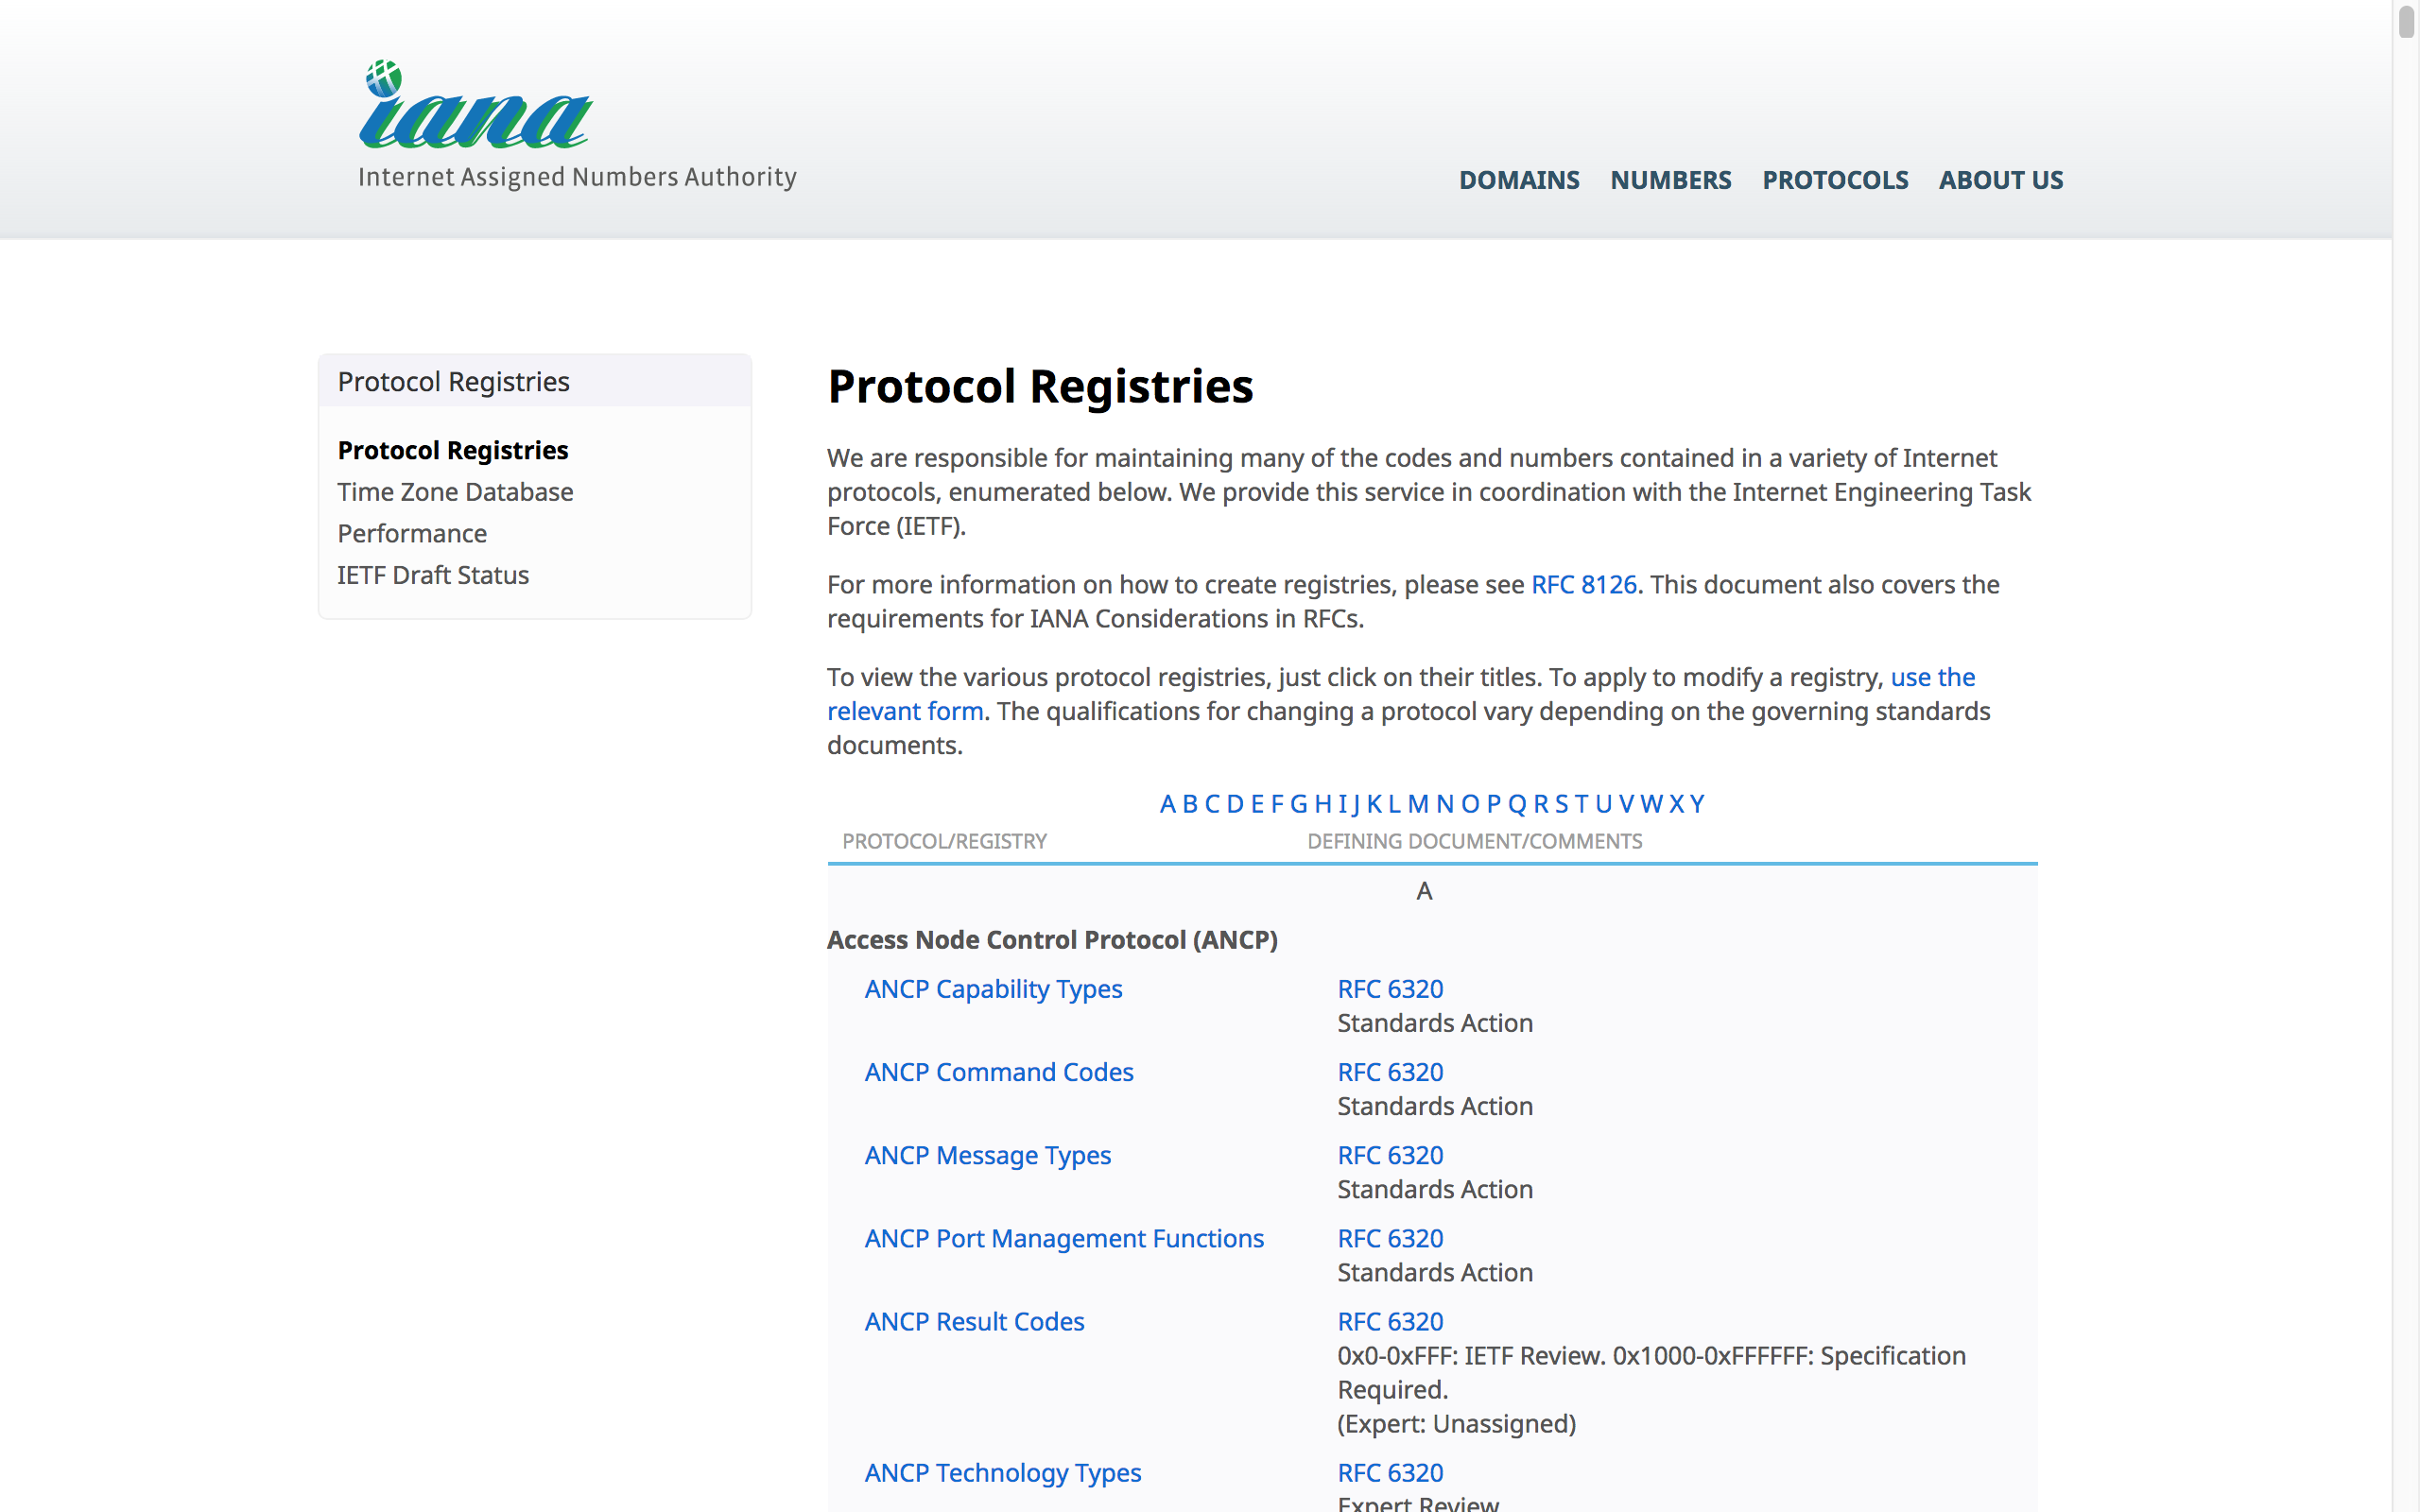 iana
Internet Assigned Numbers Authority
DOMAINS NUMBERS PROTOCOLS ABOUT US
Protocol Registries
Protocol Registries
Time Zone Database
Performance
IETF Draft Status
Protocol Registries
We are responsible for maintaining many of the codes and numbers contained in a variety of Internet
protocols, enumerated below. We provide this service in coordination with the Internet Engineering Task
Force (IETF).
For more information on how to create registries, please see RFC 8126. This document also covers the
requirements for IANA Considerations in RFCs.
To view the various protocol registries, just click on their titles. To apply to modify a registry, use the
relevant form. The qualifications for changing a protocol vary depending on the governing standards
documents.
A B C D E F G H I J K L M N O P Q R S T U V W X Y
PROTOCOL/REGISTRY DEFINING DOCUMENT/COMMENTS
A
Access Node Control Protocol (ANCP)
ANCP Capability Types RFC 6320
Standards Action
ANCP Command Codes RFC 6320
Standards Action
ANCP Message Types RFC 6320
Standards Action
ANCP Port Management Functions RFC 6320
Standards Action
ANCP Result Codes RFC 6320
0x0-0xFFF: IETF Review. 0x1000-0xFFFFFF: Specification
Required.
(Expert: Unassigned)
ANCP Technology Types RFC 6320
Expert Review